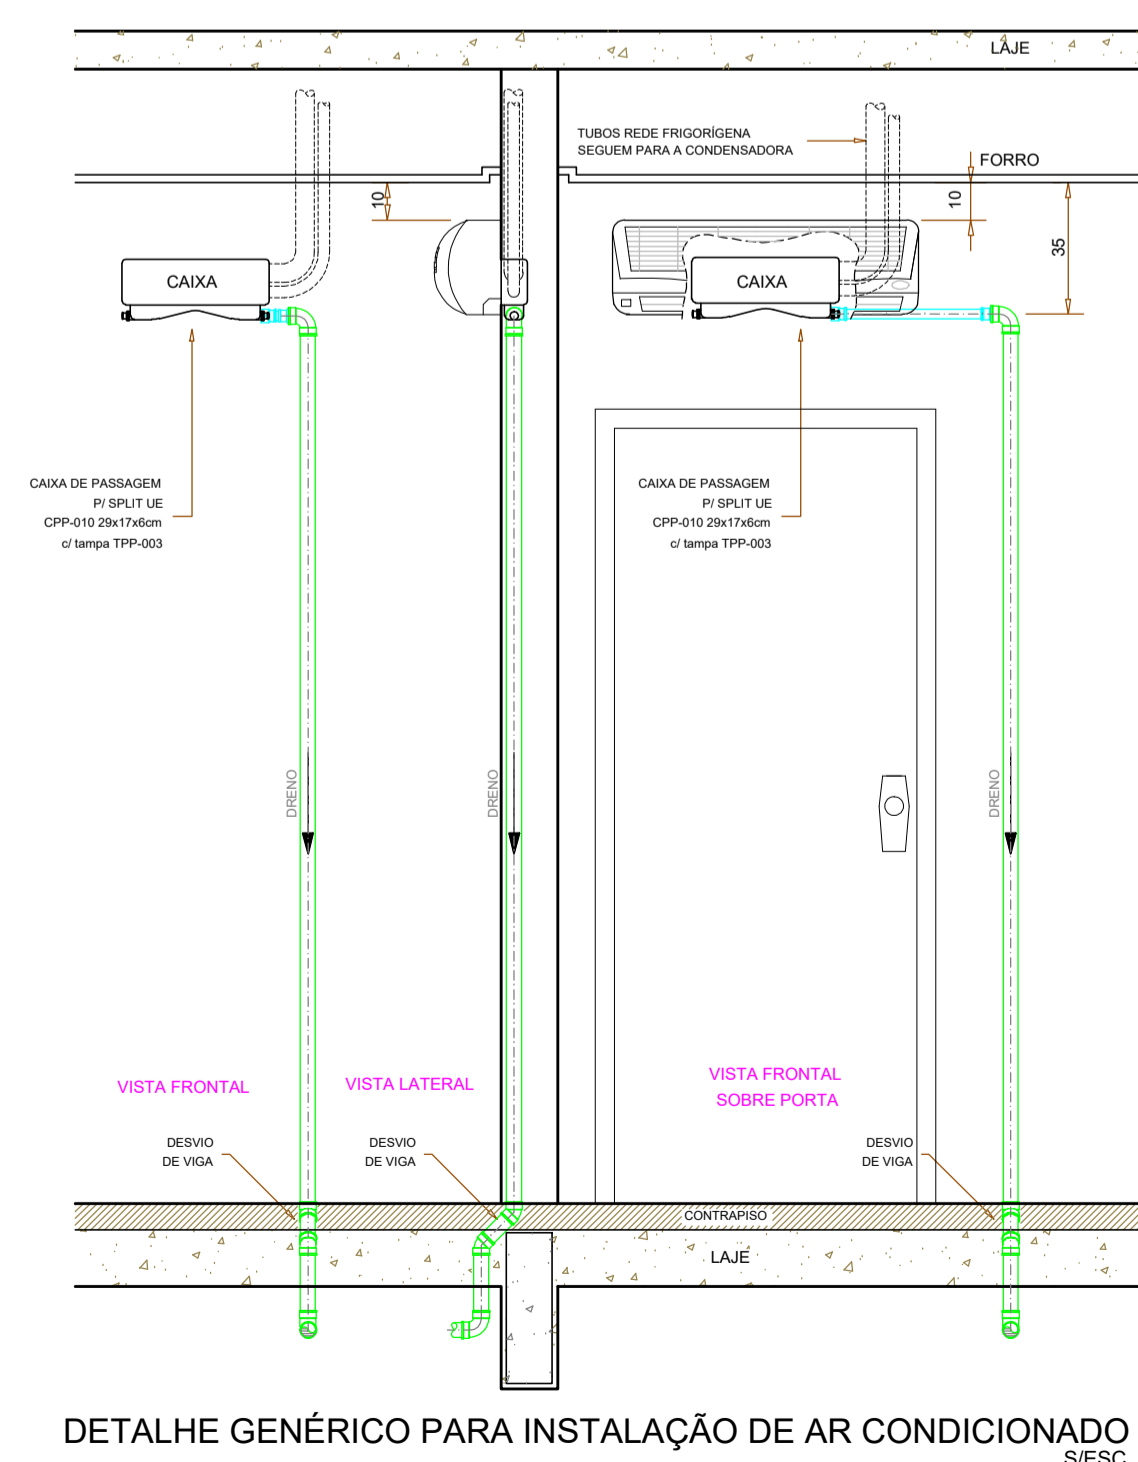 LAJE
TUBOS REDE FRIGORÍGENA
SEGUEM PARA A CONDENSADORA
FORRO
10
10
35
CAIXA
CAIXA
CAIXA DE PASSAGEM
P/ SPLIT UE
CPP-010 29x17x6cm
c/ tampa TPP-003
CAIXA DE PASSAGEM
P/ SPLIT UE
CPP-010 29x17x6cm
c/ tampa TPP-003
DRENO
DRENO
DRENO
VISTA FRONTAL
VISTA LATERAL
VISTA FRONTAL
SOBRE PORTA
DESVIO
DE VIGA
DESVIO
DE VIGA
DESVIO
DE VIGA
CONTRAPISO
LAJE
DETALHE GENÉRICO PARA INSTALAÇÃO DE AR CONDICIONADO
S/ESC